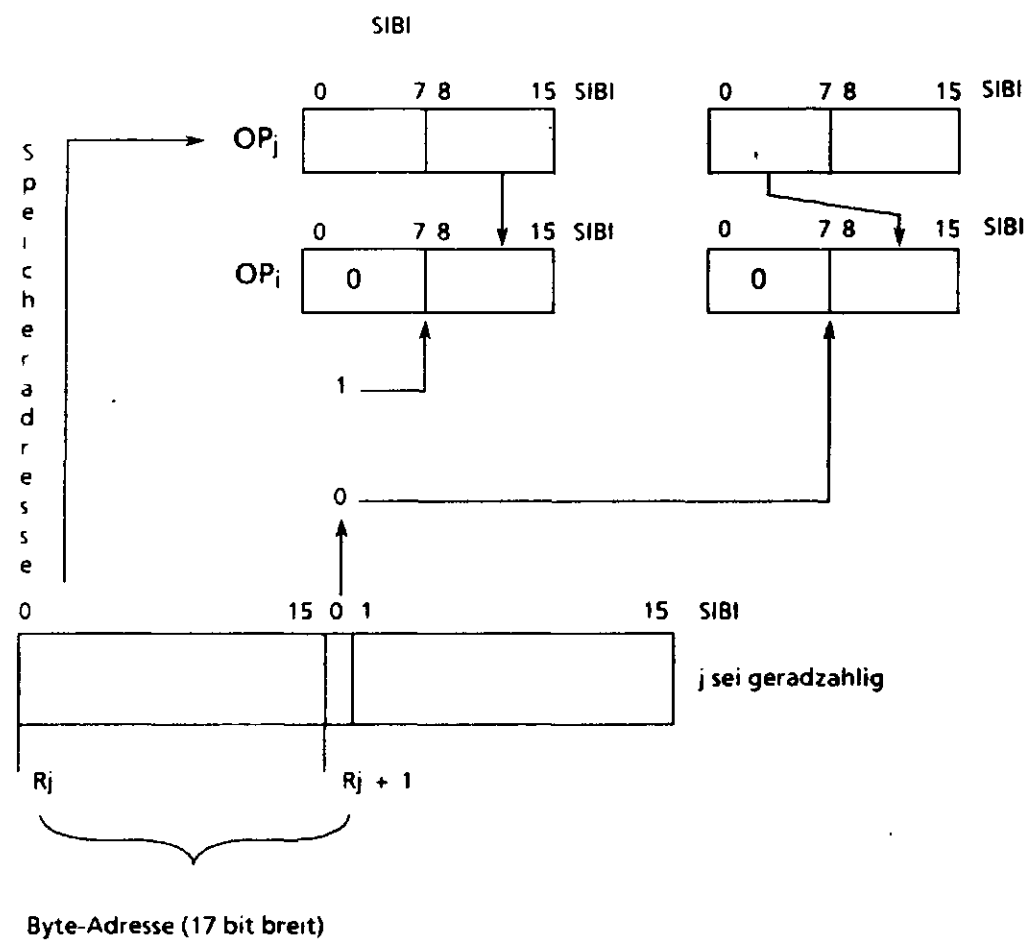 SIBI
0 7 8 15 SIBI 0 7 8 15 SIBI
OPj
0 7 8 15 SIBI 0 7 8 15 SIBI
OPi 0 0
1
0
Speicheradresse
0 15 0 1 15 SIBI
j sei geradzahlig
Rj Rj + 1
Byte-Adresse (17 bit breit)